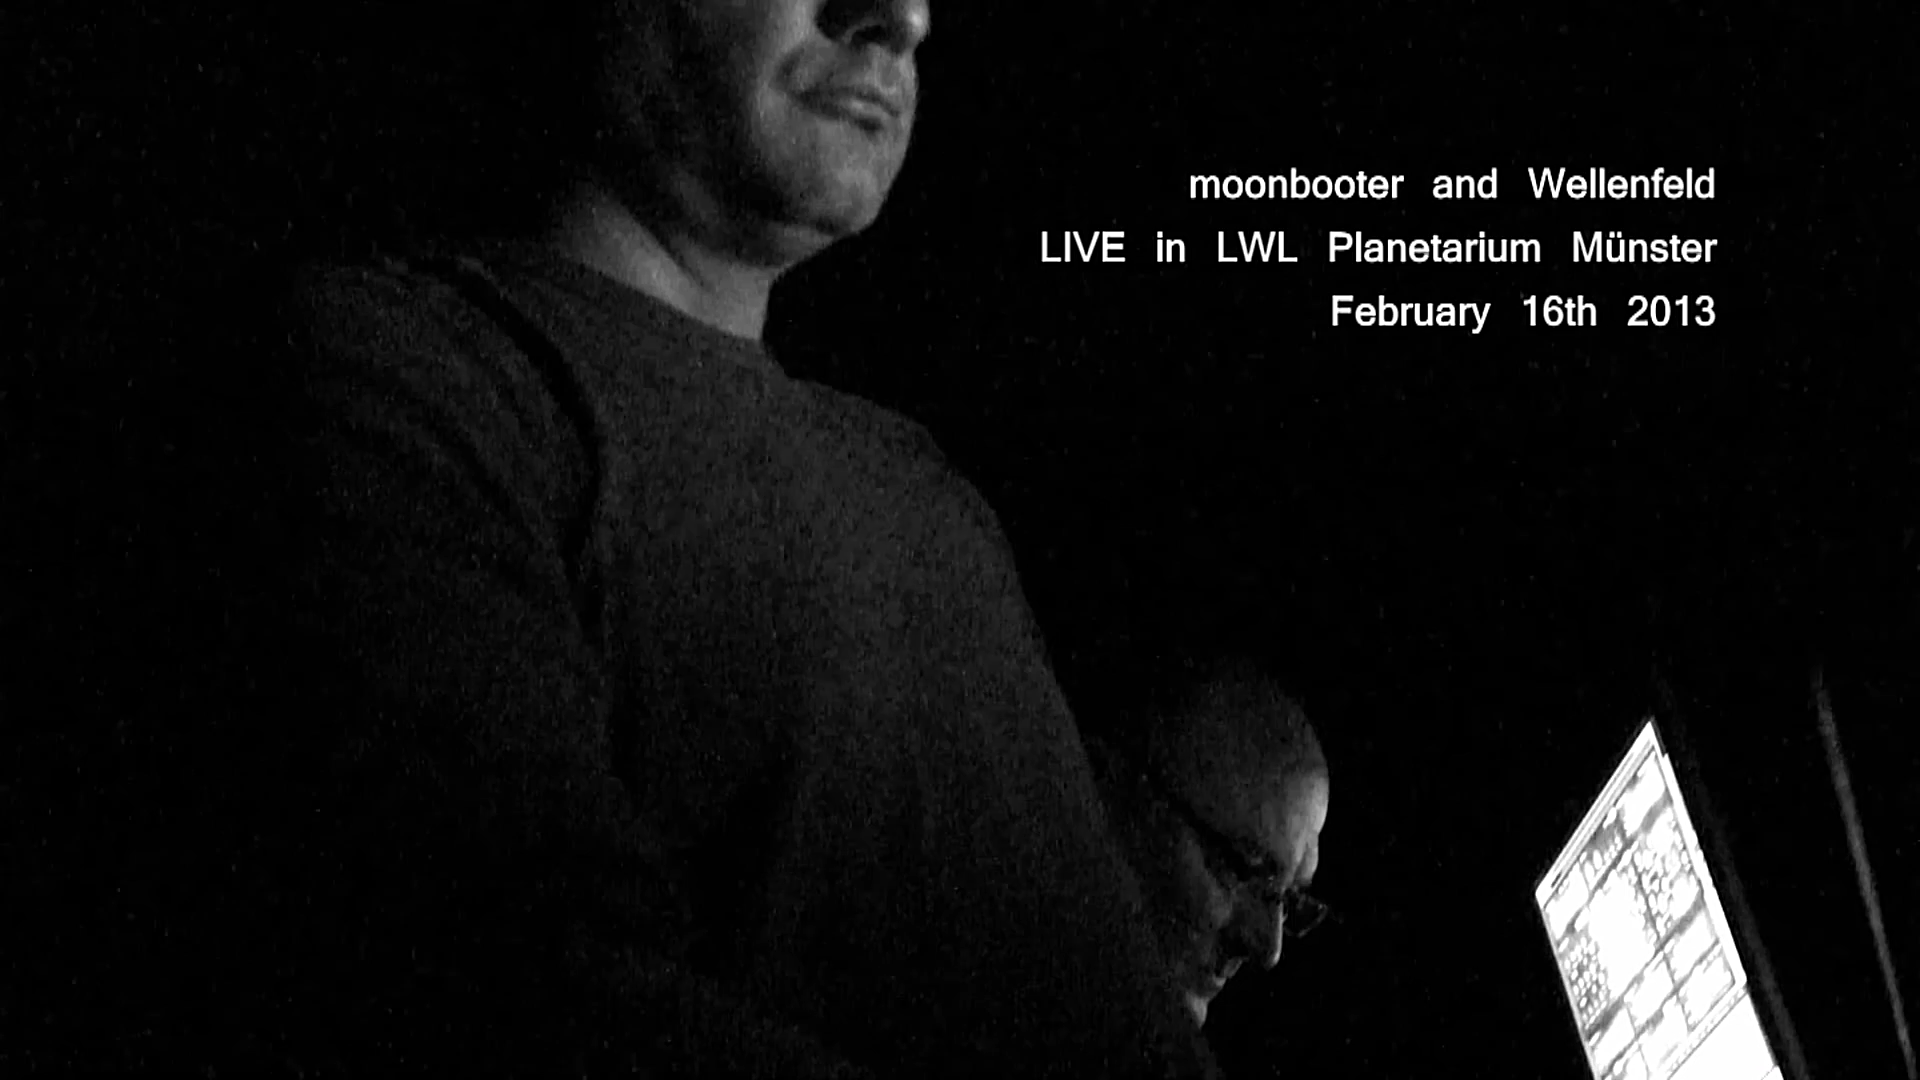 moonbooter and Wellenfeld
LIVE in LWL Planetarium Münster
February 16th 2013